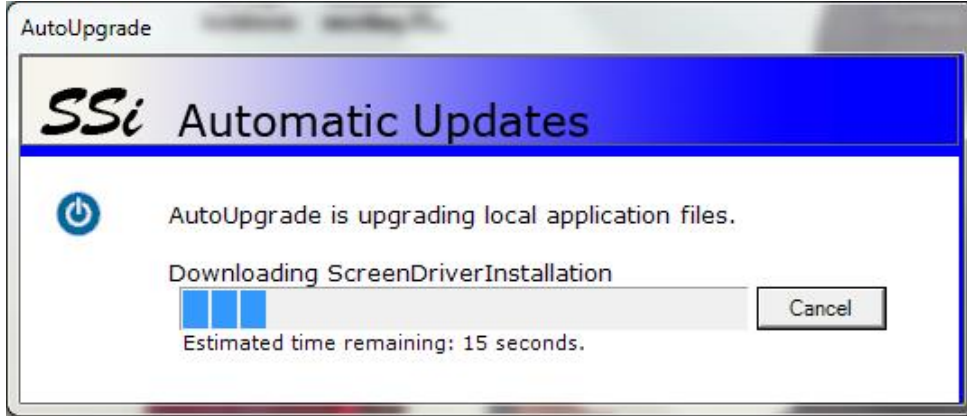 AutoUpgrade
SSi Automatic Updates
AutoUpgrade is upgrading local application files.
Downloading ScreenDriverInstallation
Cancel
Estimated time remaining: 15 seconds.